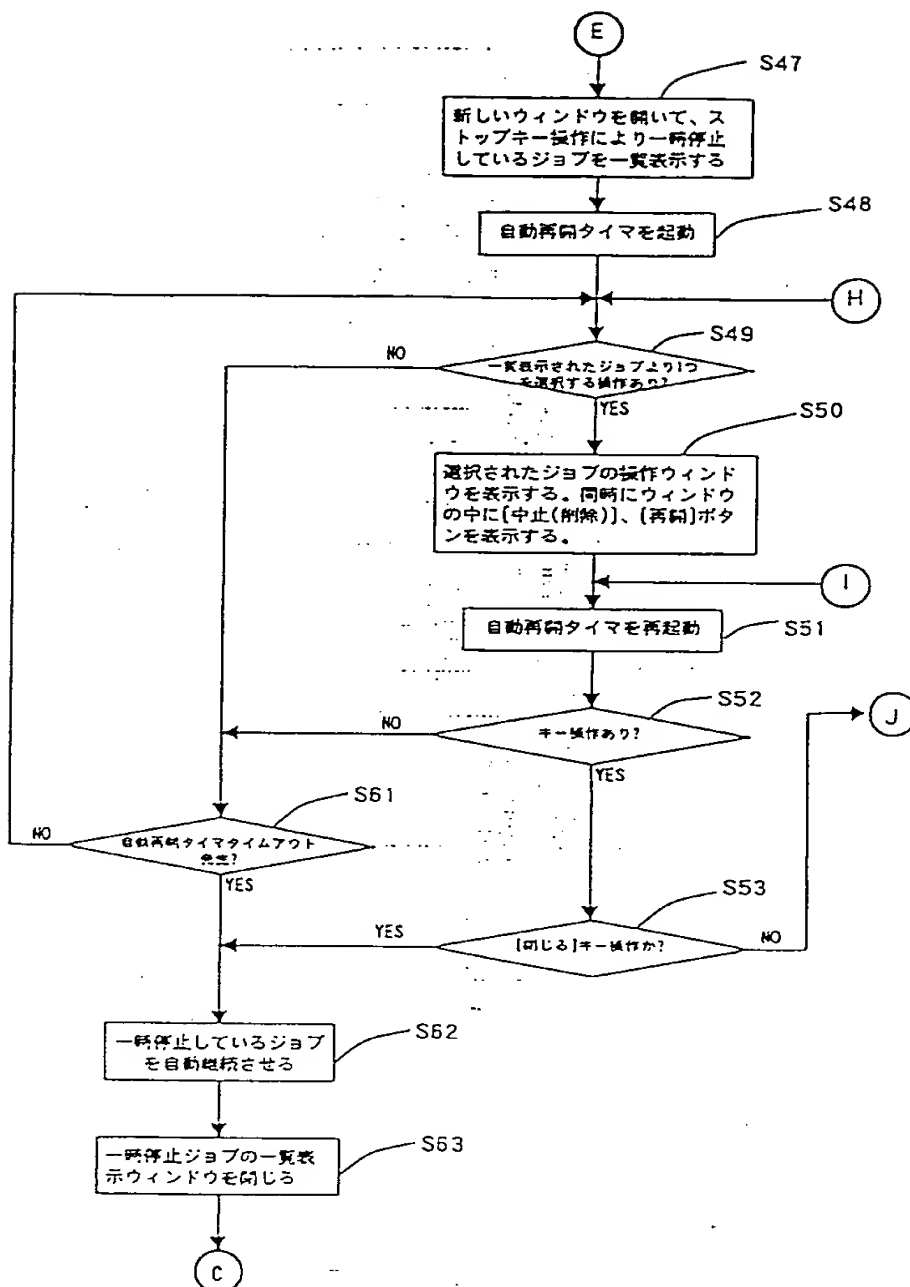 E
S47
新しいウィンドウを開いて、ス
トップキー操作により一時停止
しているジョブを一覧表示する
S48
自動再開タイマを起動
H
S49
NO
一覧表示されたジョブより1つ
を選択する操作あり?
YES
S50
選択されたジョブの操作ウィンド
ウを表示する。同時にウィンドウ
の中に[中止(削除)]、[再開]ボタ
ンを表示する。
I
自動再開タイマを再起動
S51
S52
J
NO
キー操作あり?
YES
S61
NO
自動再開タイマタイムアウト
発生?
YES
S53
YES
[閉じる]キー操作か?
NO
一時停止しているジョブ
を自動継続させる
S62
一時停止ジョブの一覧表
示ウィンドウを閉じる
S63
C